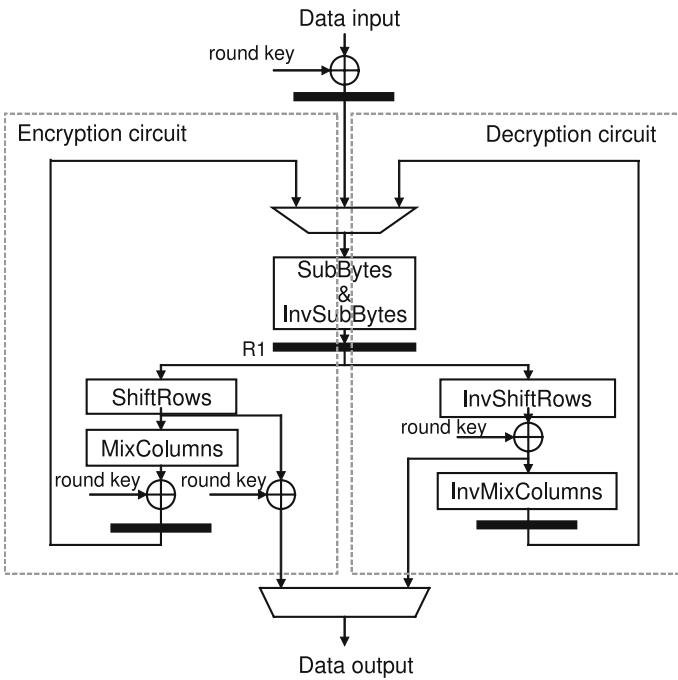 Data input
round key
Encryption circuit
Decryption circuit
SubBytes
&
InvSubBytes
R1
ShiftRows
InvShiftRows
round key
MixColumns
round key
round key
InvMixColumns
Data output